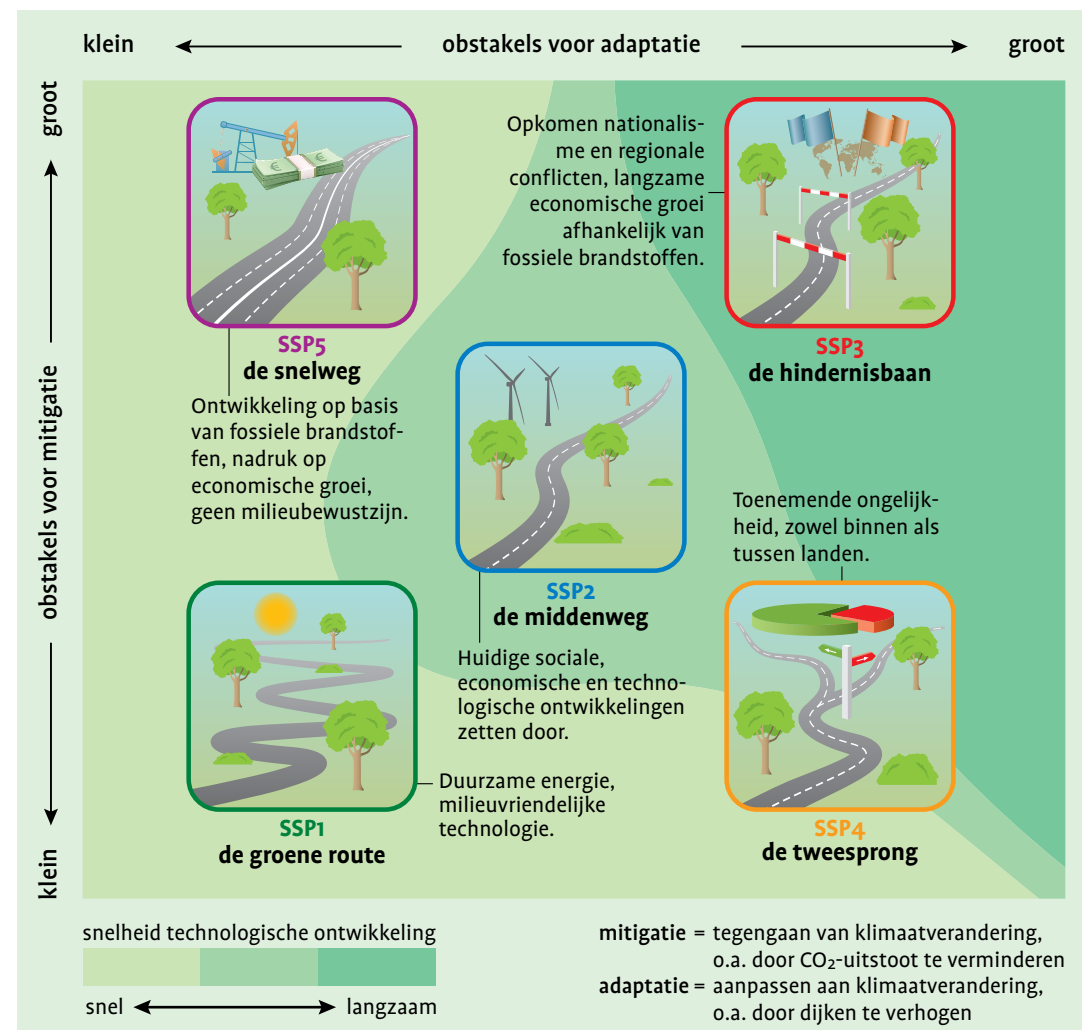 klein
obstakels voor adaptatie
groot
groot
obstakels voor mitigatie
klein
SSP5
de snelweg
Ontwikkeling op basis
van fossiele brandstof-
fen, nadruk op
economische groei,
geen milieubewustzijn.
Opkomen nationalis-
me en regionale
conflicten, langzame
economische groei
afhankelijk van
fossiele brandstoffen.
SSP3
de hindernisbaan
SSP2
de middenweg
Huidige sociale,
economische en techno-
logische ontwikkelingen
zetten door.
Toenemende ongelijk-
heid, zowel binnen als
tussen landen.
SSP1
de groene route
Duurzame energie,
milieuvriendelijke
technologie.
SSP4
de tweesprong
snelheid technologische ontwikkeling
snel
langzaam
mitigatie = tegengaan van klimaatverandering,
o.a. door CO₂-uitstoot te verminderen
adaptatie = aanpassen aan klimaatverandering,
o.a. door dijken te verhogen